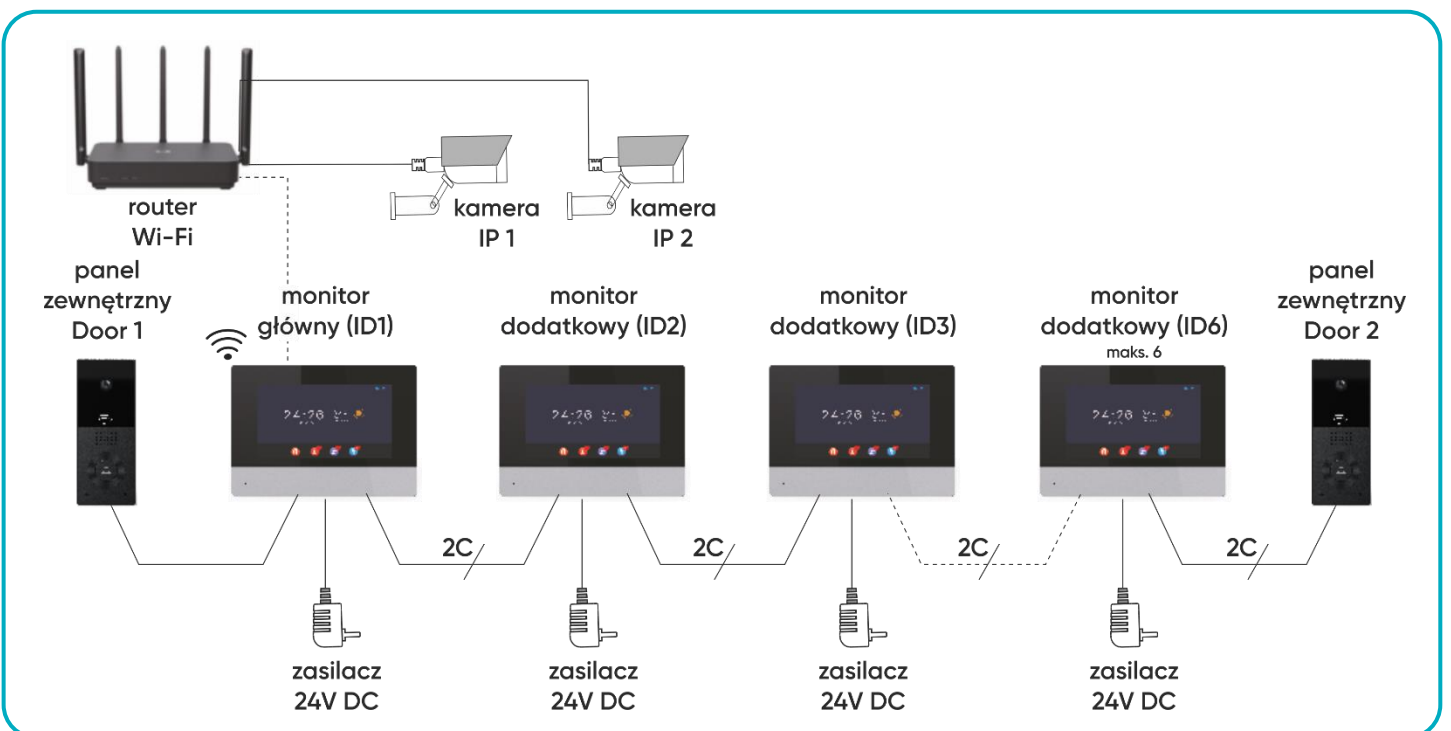 router
Wi-Fi
kamera
IP 1
kamera
IP 2
panel
zewnętrzny
Door 1
monitor
główny (ID1)
monitor
dodatkowy (ID2)
monitor
dodatkowy (ID3)
monitor
dodatkowy (ID6)
maks. 6
panel
zewnętrzny
Door 2
2C
2C
2C
2C
zasilacz
24V DC
zasilacz
24V DC
zasilacz
24V DC
zasilacz
24V DC